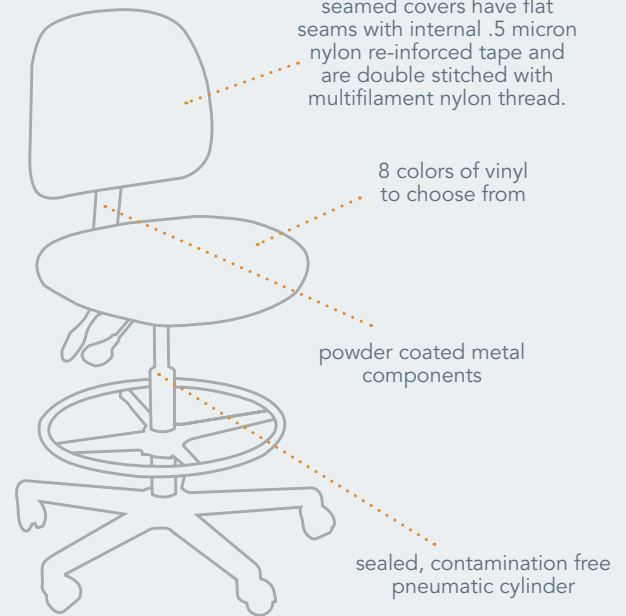 seamed covers have flat
seams with internal .5 micron
nylon re-inforced tape and
are double stitched with
multifilament nylon thread.
8 colors of vinyl
to choose from
powder coated metal
components
sealed, contamination free
pneumatic cylinder